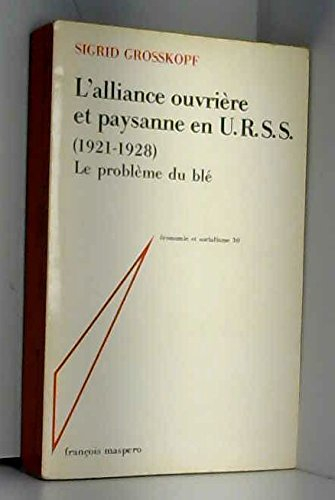 SIGRID GROSSKOPF
L'alliance ouvrière
et paysanne en U.R.S.S.
(1921-1928)
Le problème du blé
économie et socialisme 30
françois maspero